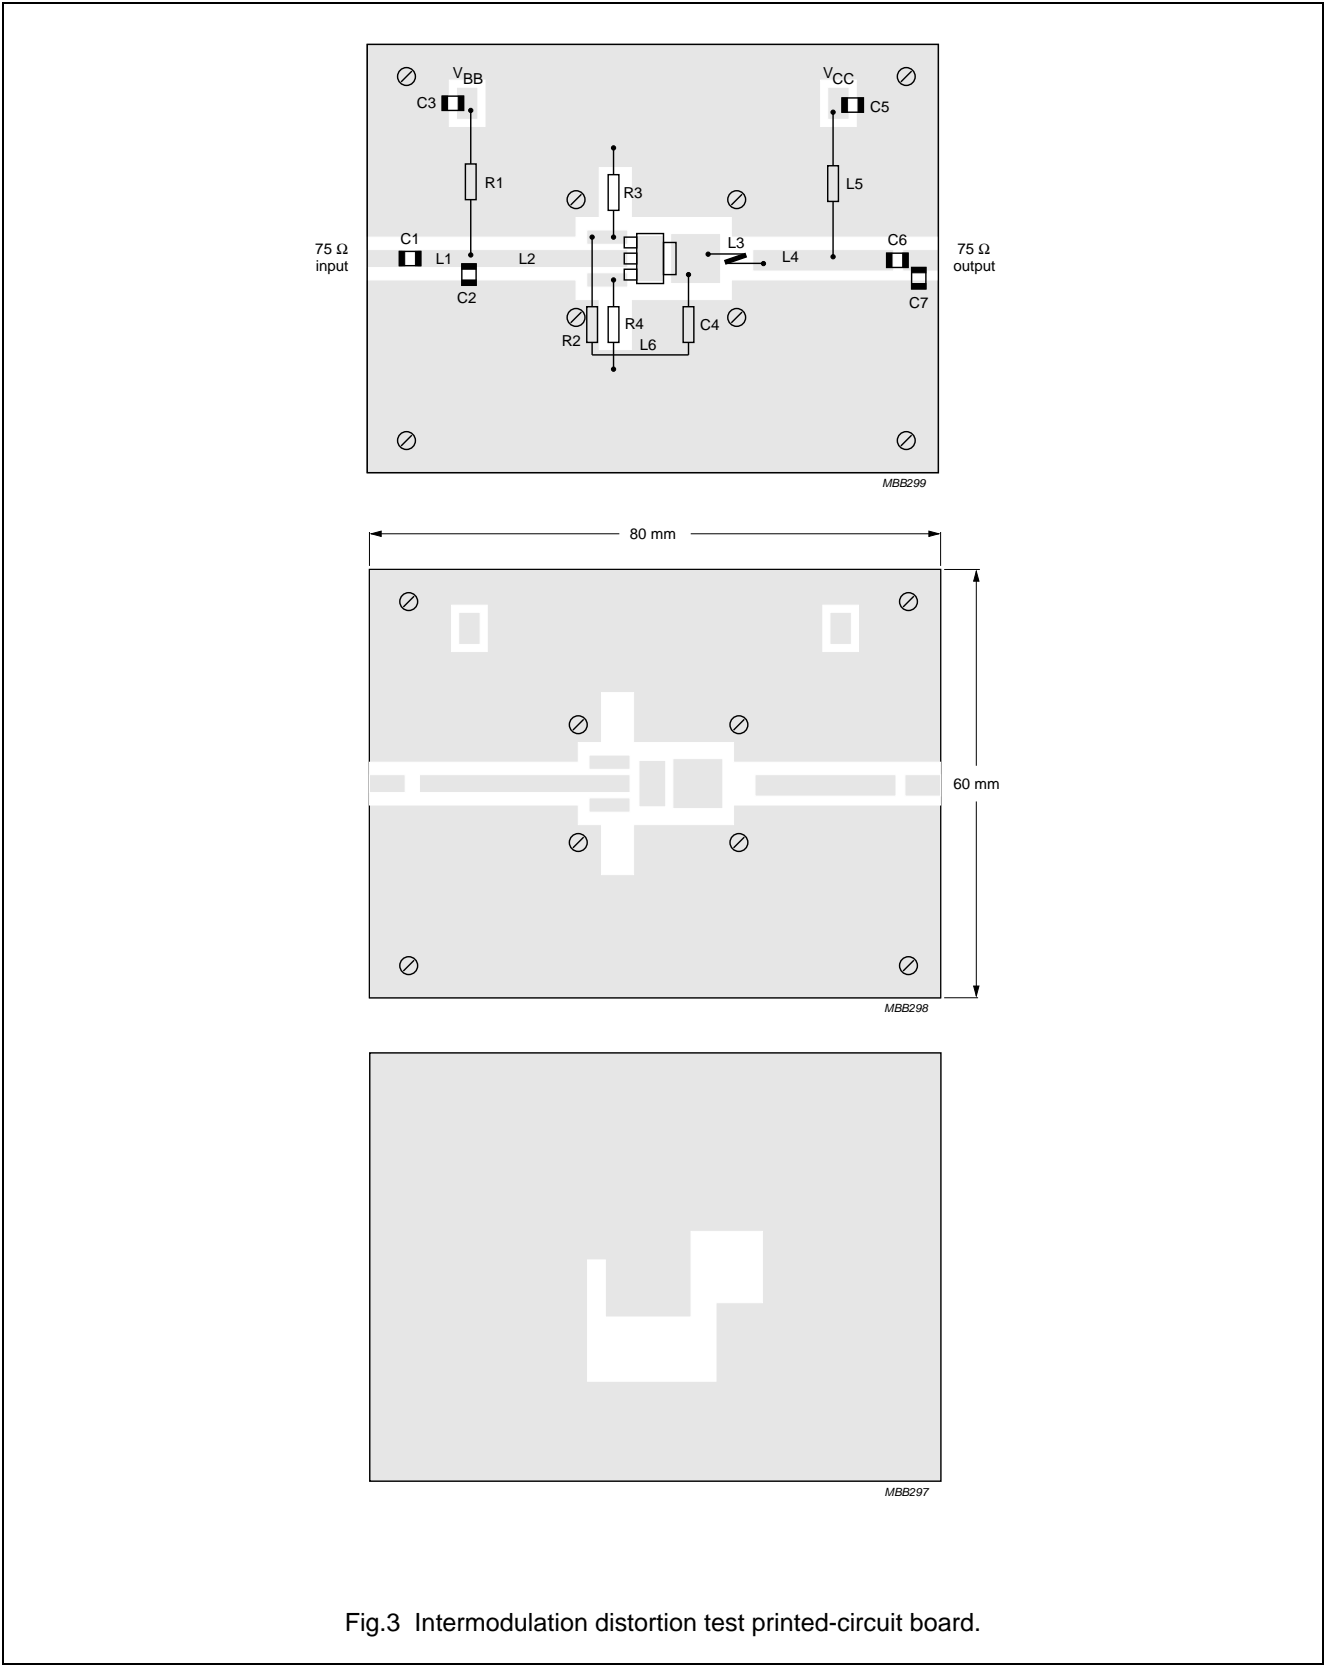 VBB
VCC
C3
C5
R1
R3
L5
C1
L1
L2
L3
L4
C6
75 Ω
input
75 Ω
output
C2
C7
R2
R4
L6
C4
MBB299
80 mm
60 mm
MBB298
MBB297
Fig.3 Intermodulation distortion test printed-circuit board.